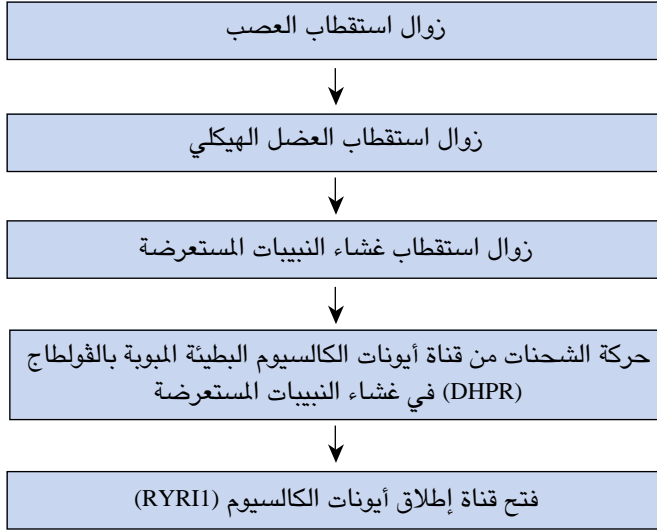 زوال استقطاب العصب
زوال استقطاب العضل الهيكلي
زوال استقطاب غشاء النبيبات المستعرضة
حركة الشحنات من قناة أيونات الكالسيوم البطيئة المبوبة بالڤولطاج
(DHPR) في غشاء النبيبات المستعرضة
فتح قناة إطلاق أيونات الكالسيوم (RYRI1)